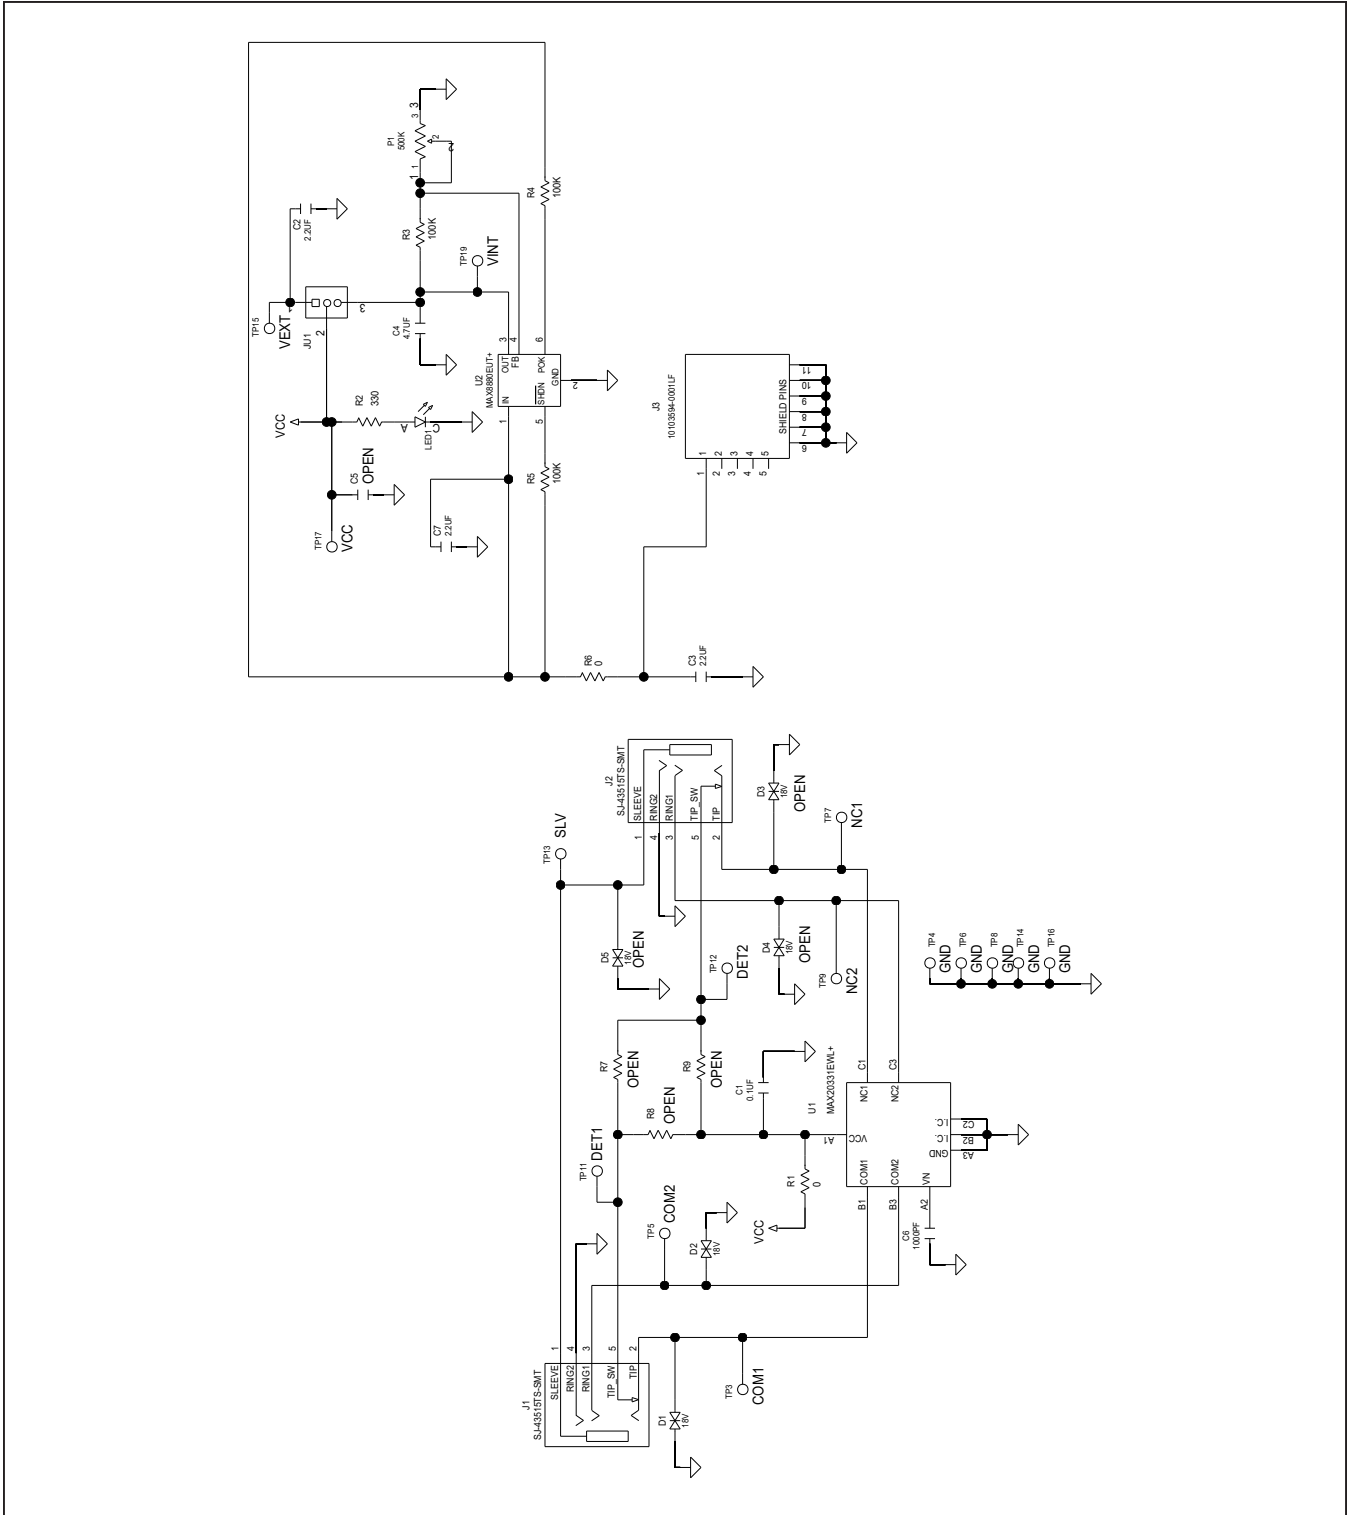 P1
500K
1
1
2
2
3
3
C2
2.2UF
R3
100K
R4
100K
TP19
VINT
TP15
VEXT
JU1
1
2
3
C4
4.7UF
U2
MAX8880EUT+
3
OUT
4
FB
6
POK
GND
2
IN
1
SHDN
5
VCC
R2
330
A
C
LED1
C5
OPEN
TP17
VCC
R5
100K
C7
2.2UF
J3
10103594-0001LF
1
1
2
2
3
3
4
4
5
5
SHIELD PINS
6
7
8
9
10
11
R6
0
C3
2.2UF
J2
SJ-43515TS-SMT
SLEEVE
RING2
RING1
TIP_SW
TIP
1
4
3
5
2
D3
18V
OPEN
TP7
NC1
TP13
SLV
D5
18V
OPEN
D4
18V
OPEN
TP9
NC2
TP12
DET2
TP4
GND
TP6
GND
TP8
GND
TP14
GND
TP16
GND
R7
OPEN
R9
OPEN
R8
OPEN
C1
0.1UF
U1
MAX20331EWL+
C1
NC1
C3
NC2
A1
VCC
I.C.
C2
I.C.
B2
GND
A3
COM1
B1
COM2
B3
VN
A2
C6
1000PF
R1
0
VCC
TP11
DET1
TP5
COM2
D2
18V
J1
SJ-43515TS-SMT
SLEEVE
RING2
RING1
TIP_SW
TIP
1
4
3
5
2
TP3
COM1
D1
18V